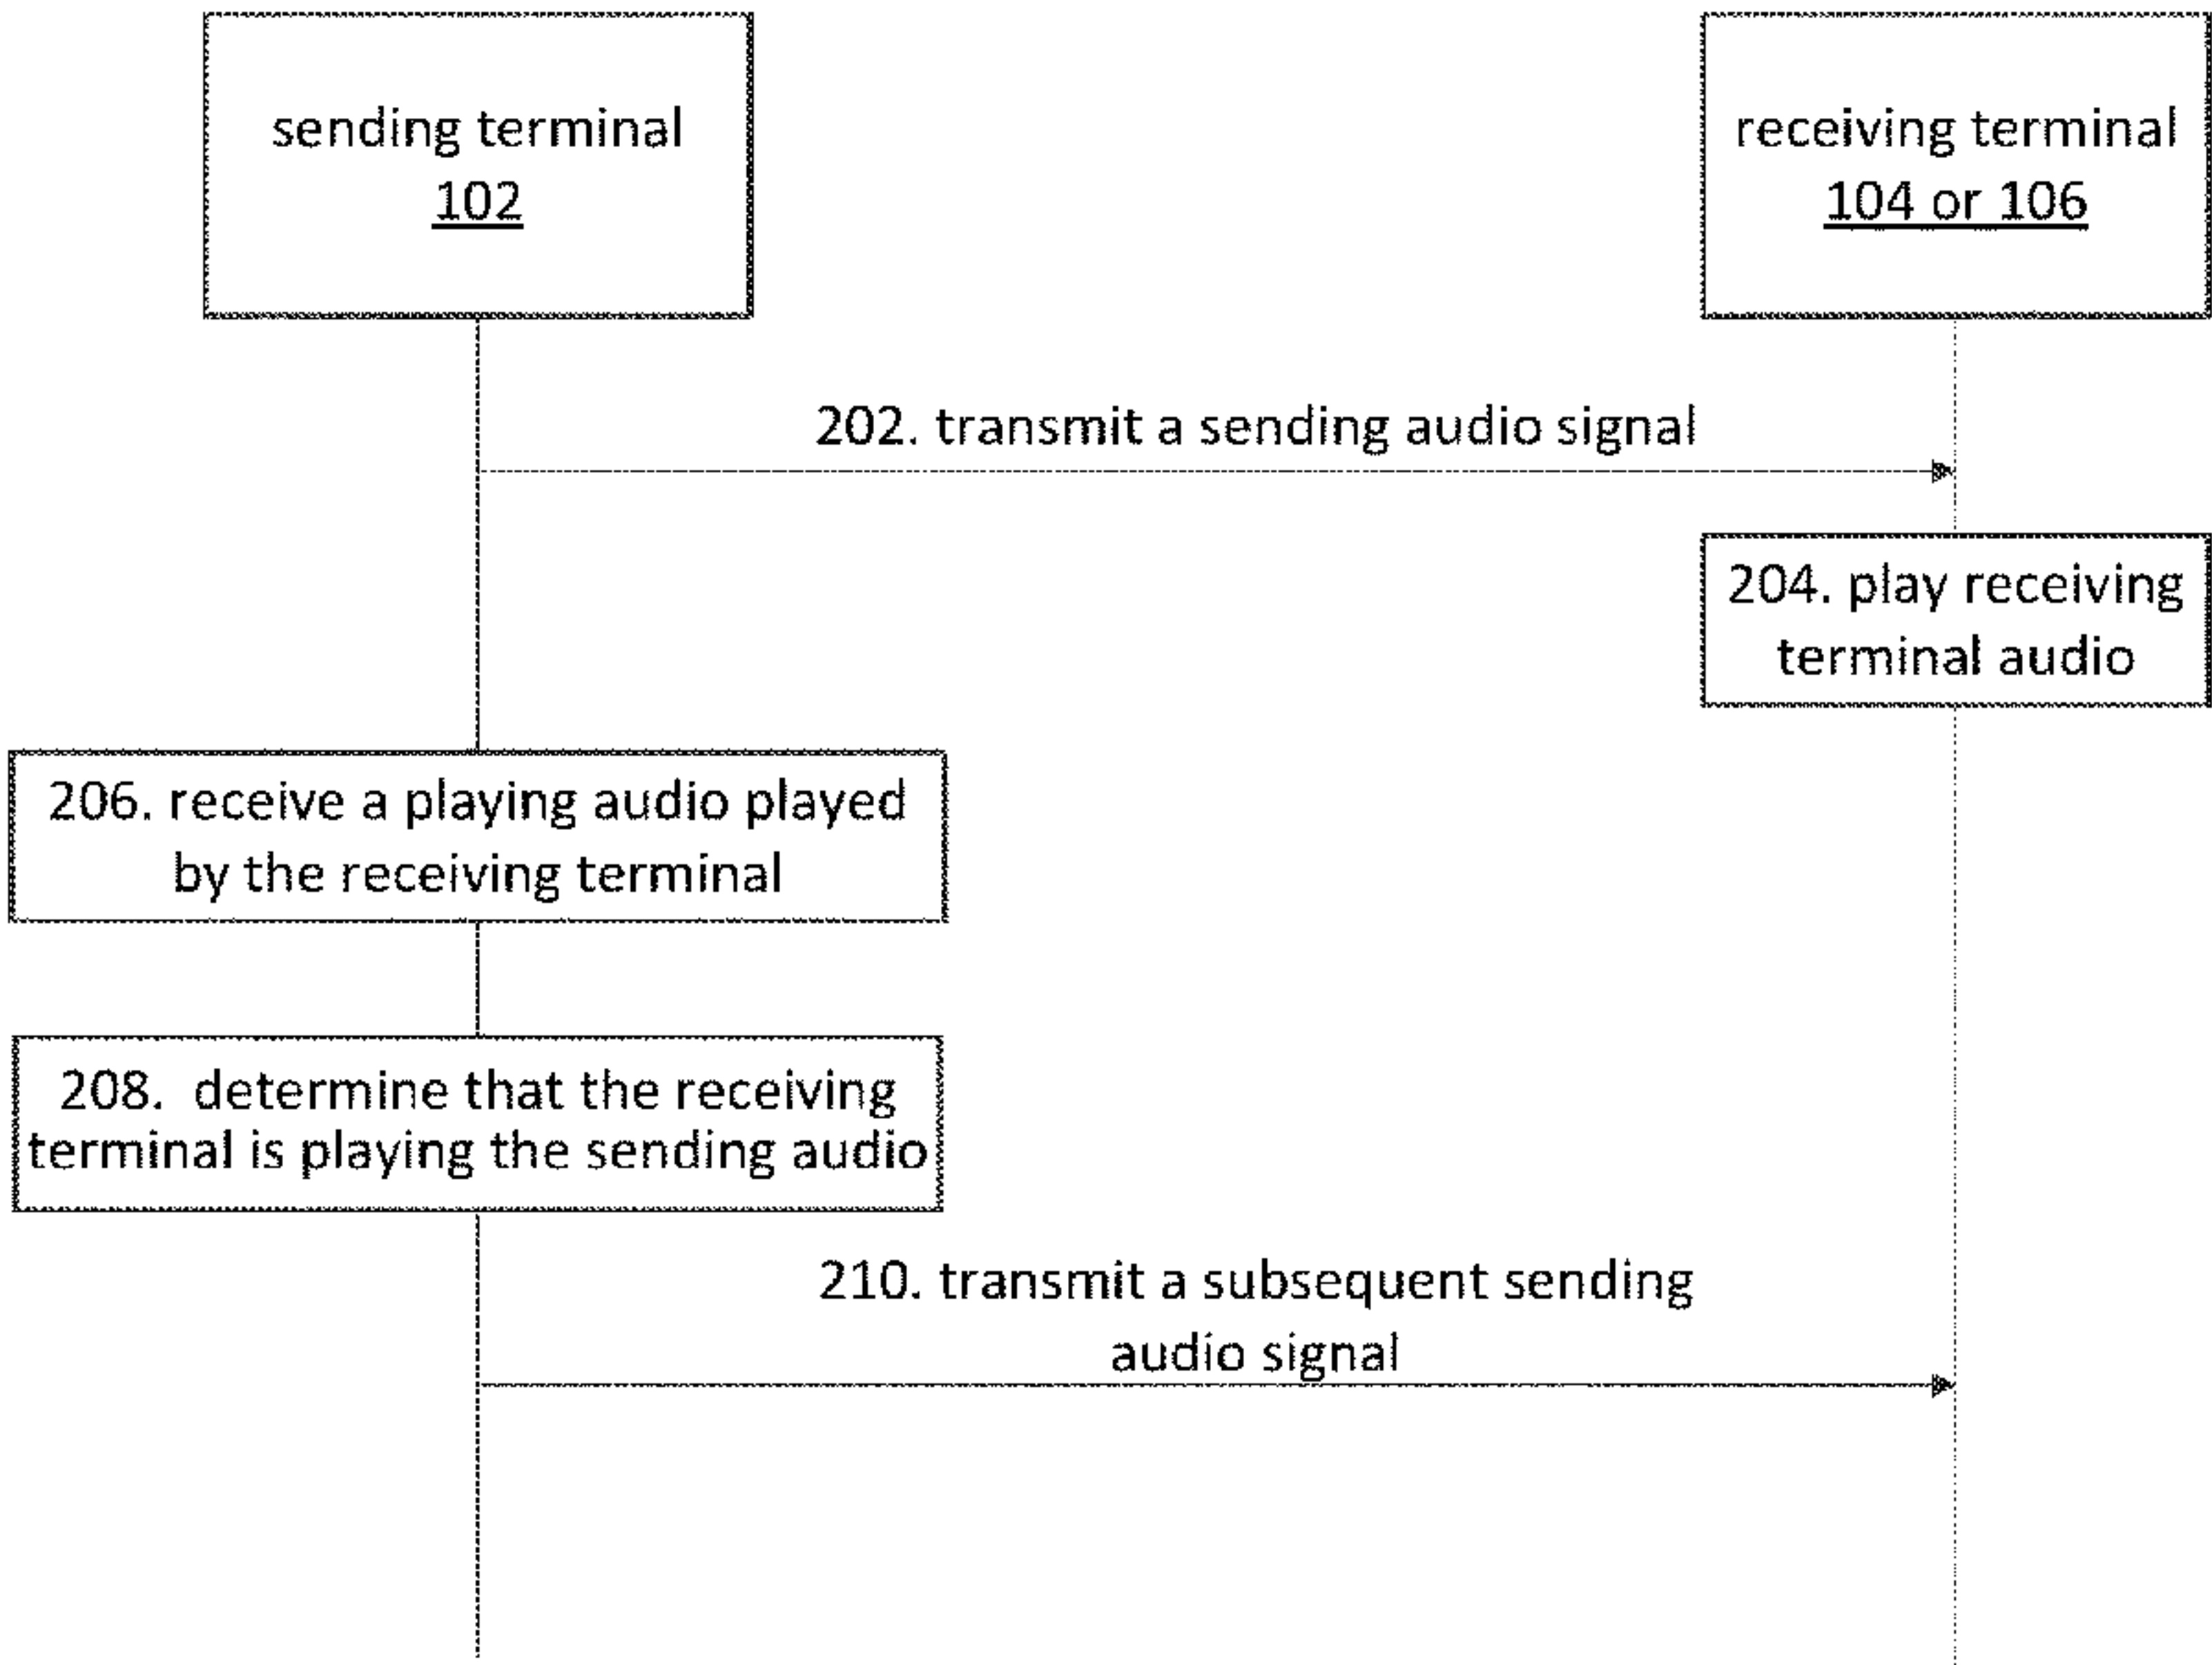 sending terminal
102
receiving terminal
104 or 106
202. transmit a sending audio signal
204. play receiving
terminal audio
206. receive a playing audio played
by the receiving terminal
208. determine that the receiving
terminal is playing the sending audio
210. transmit a subsequent sending
audio signal